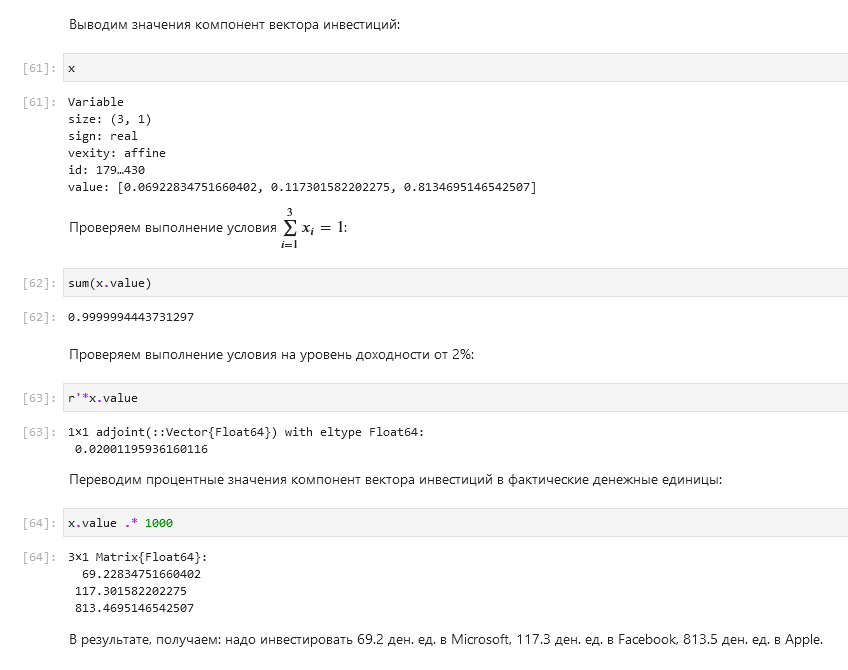 Выводим значения компонент вектора инвестиций:
[61]: x
[61]: Variable
size: (3, 1)
sign: real
vexity: affine
id: 179…430
value: [0.06922834751660402, 0.117301582202275, 0.8134695146542507]
Проверяем выполнение условия \sum_{i=1}^{3} x_i = 1:
[62]: sum(x.value)
[62]: 0.9999994443731297
Проверяем выполнение условия на уровень доходности от 2%:
[63]: r'*x.value
[63]: 1×1 adjoint(::Vector{Float64}) with eltype Float64:
0.02001195936160116
Переводим процентные значения компонент вектора инвестиций в фактические денежные единицы:
[64]: x.value .* 1000
[64]: 3×1 Matrix{Float64}:
69.22834751660402
117.301582202275
813.4695146542507
В результате, получаем: надо инвестировать 69.2 ден. ед. в Microsoft, 117.3 ден. ед. в Facebook, 813.5 ден. ед. в Apple.